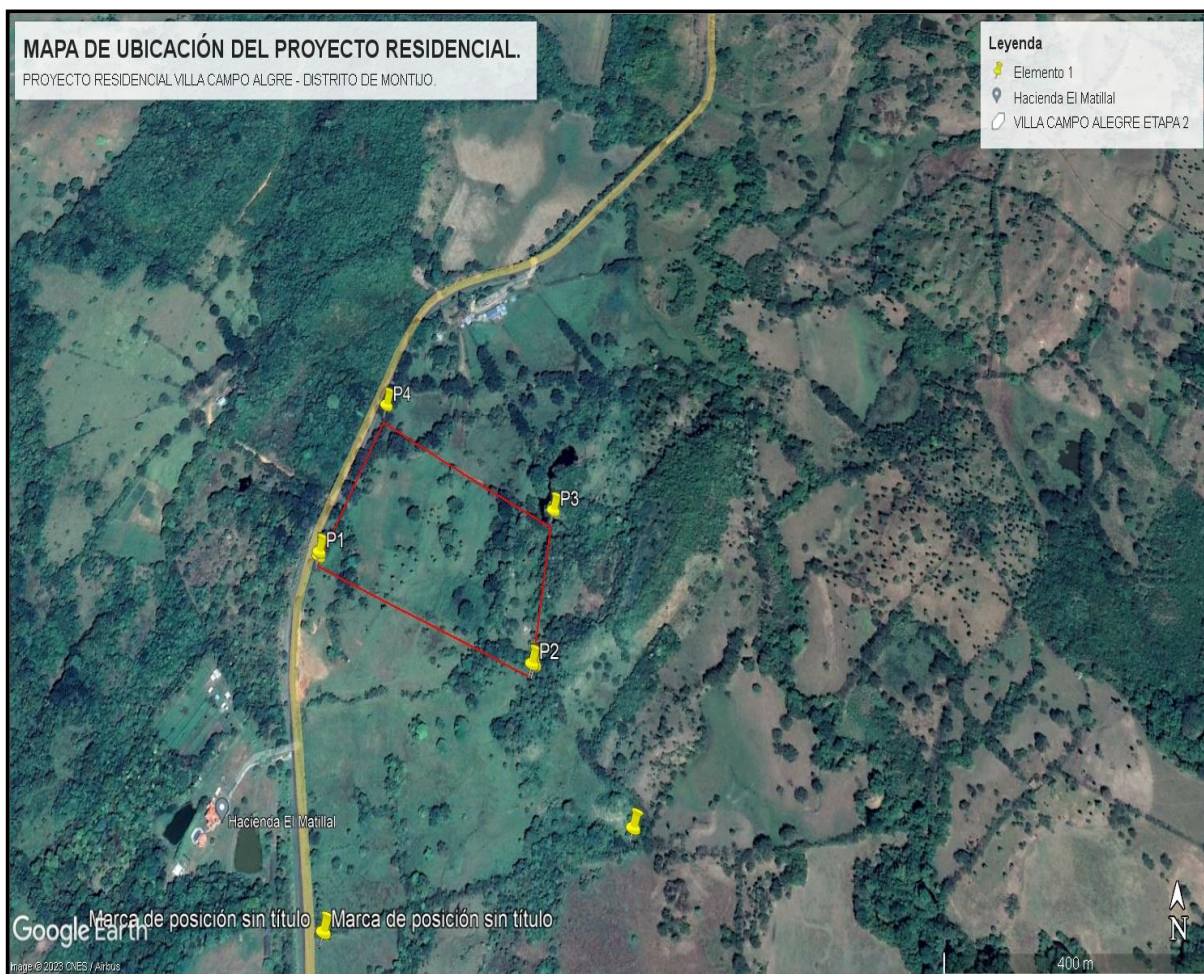 MAPA DE UBICACIÓN DEL PROYECTO RESIDENCIAL.
PROYECTO RESIDENCIAL VILLA CAMPO ALGRE - DISTRITO DE MONTIJO.
Leyenda
Elemento 1
Hacienda El Matillal
VILLA CAMPO ALEGRE ETAPA 2
P4
P3
P1
P2
Hacienda El Matillal
Marca de posición sin título
Marca de posición sin título
Google Earth
Image © 2023 CNES / Airbus
N
400 m